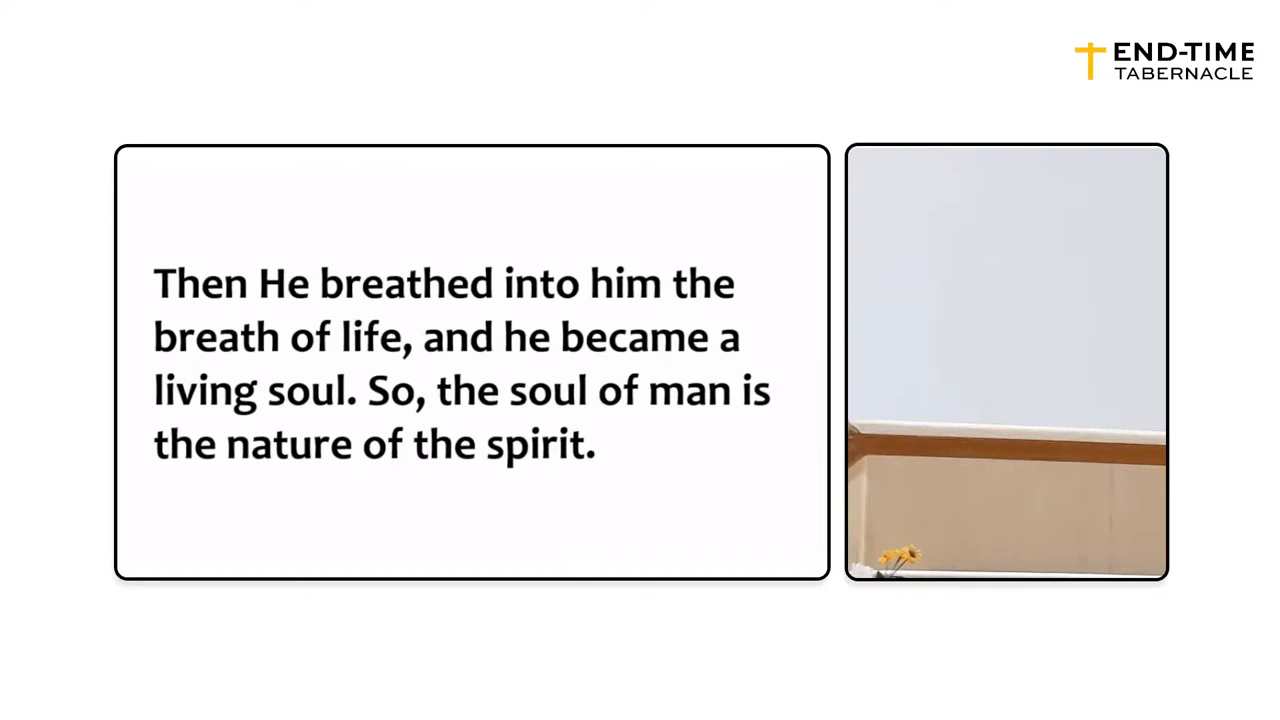 END-TIME
TABERNACLE
Then He breathed into him the
breath of life, and he became a
living soul. So, the soul of man is
the nature of the spirit.